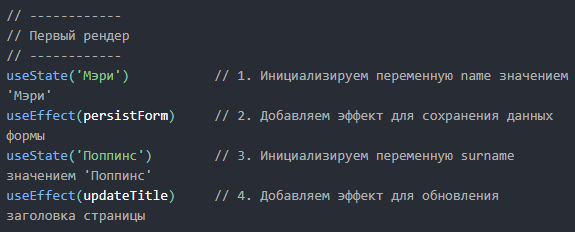 // ------------
// Первый рендер
// ------------
useState('Мэри')           // 1. Инициализируем переменную name значением
'Мэри'
useEffect(persistForm)     // 2. Добавляем эффект для сохранения данных
формы
useState('Поппинс')        // 3. Инициализируем переменную surname
значением 'Поппинс'
useEffect(updateTitle)     // 4. Добавляем эффект для обновления
заголовка страницы